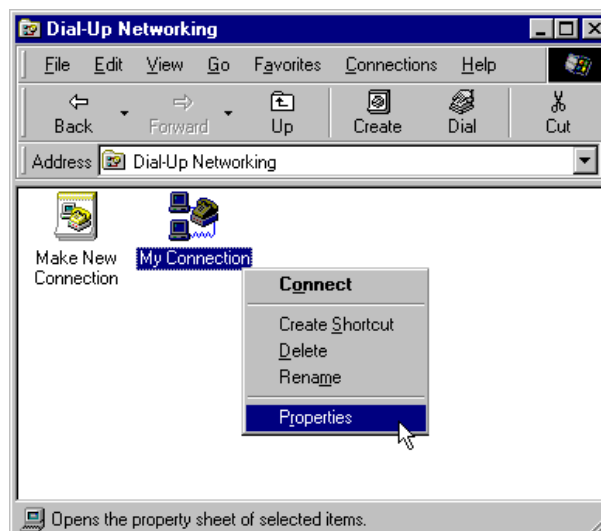 Dial-Up Networking
File Edit View Go Favorites Connections Help
Back Forward Up Create Dial Cut
Address Dial-Up Networking
Make New
Connection
My Connection
Connect
Create Shortcut
Delete
Rename
Properties
Opens the property sheet of selected items.